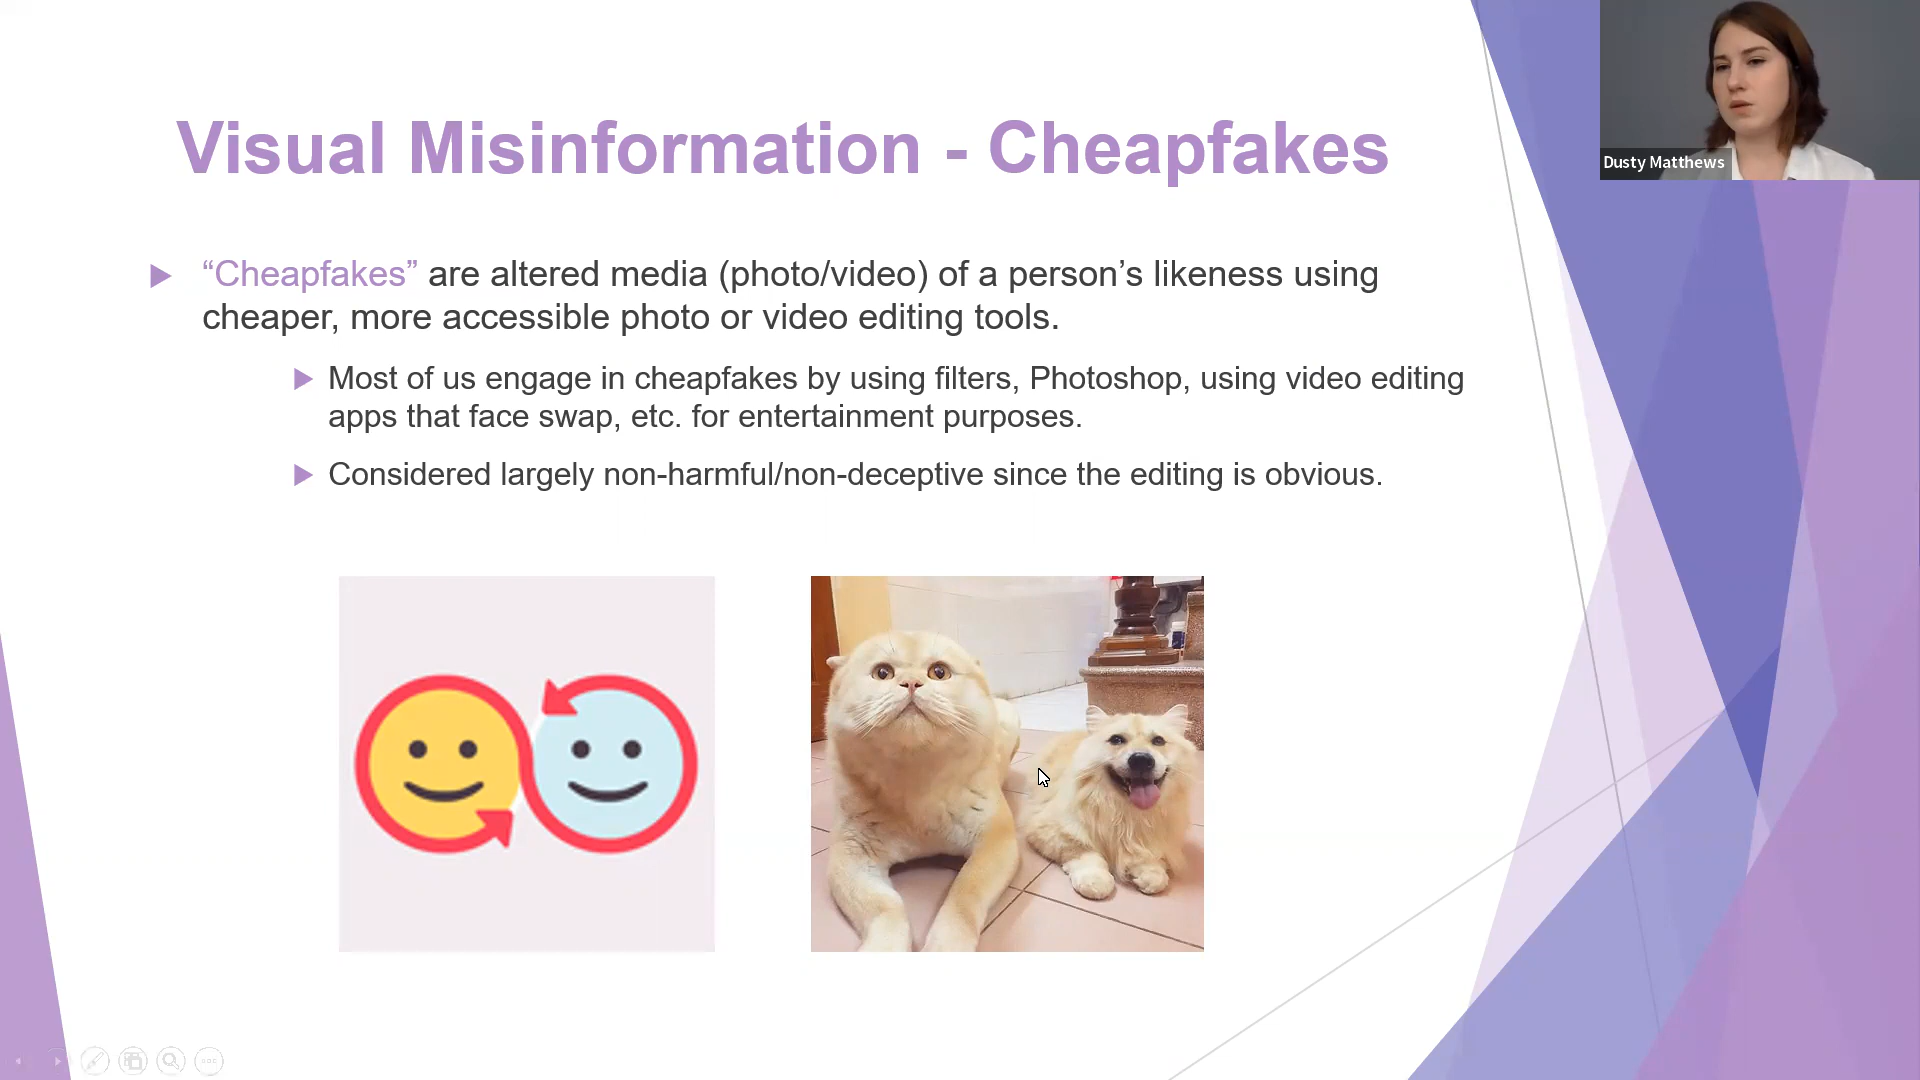 Visual Misinformation - Cheapfakes
“Cheapfakes” are altered media (photo/video) of a person’s likeness using
cheaper, more accessible photo or video editing tools.
Most of us engage in cheapfakes by using filters, Photoshop, using video editing
apps that face swap, etc. for entertainment purposes.
Considered largely non-harmful/non-deceptive since the editing is obvious.
Dusty Matthews